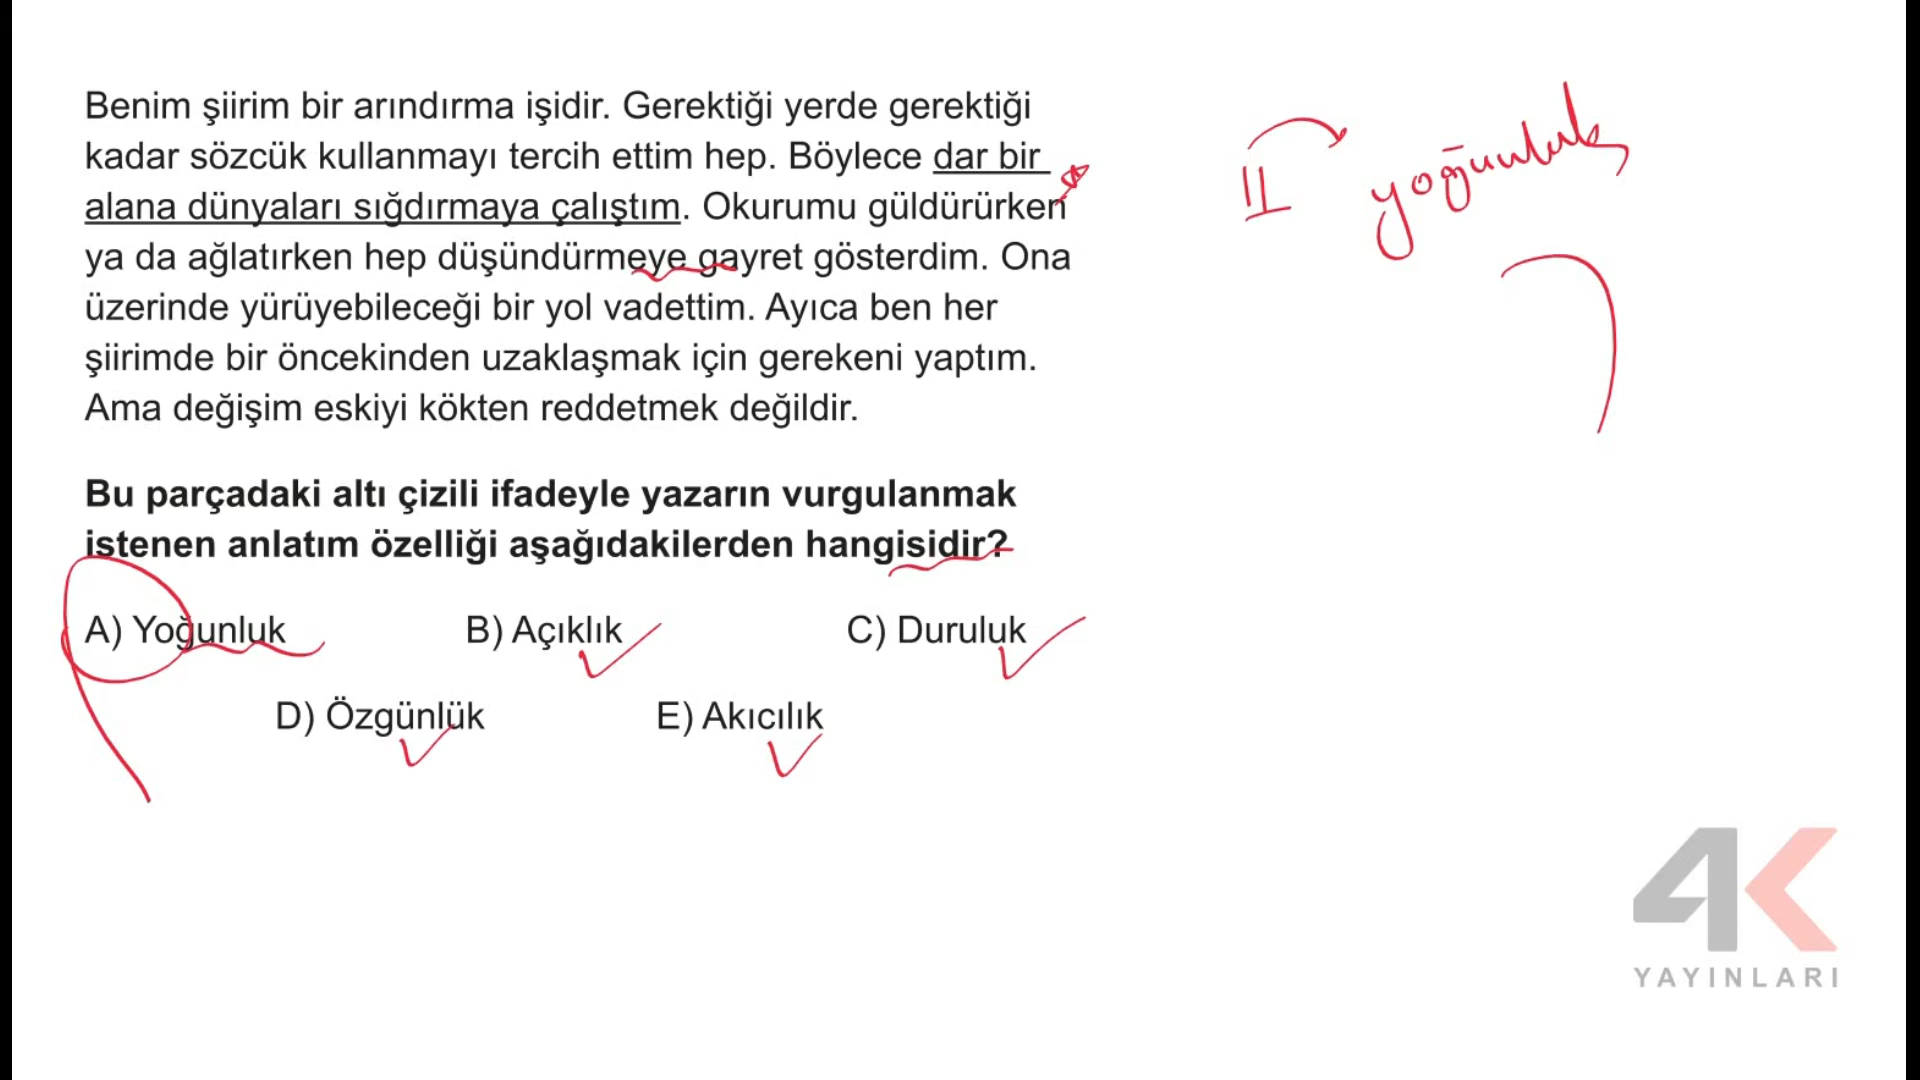 Benim şiirim bir arındırma işidir. Gerektiği yerde gerektiği
kadar sözcük kullanmayı tercih ettim hep. Böylece dar bir
alana dünyaları sığdırmaya çalıştım. Okurumu güldürürken
ya da ağlatırken hep düşündürmeye gayret gösterdim. Ona
üzerinde yürüyebileceği bir yol vadettim. Ayıca ben her
şiirimde bir öncekinden uzaklaşmak için gerekeni yaptım.
Ama değişim eskiyi kökten reddetmek değildir.
Bu parçadaki altı çizili ifadeyle yazarın vurgulanmak
istenen anlatım özelliği aşağıdakilerden hangisidir?
A) Yoğunluk B) Açıklık C) Duruluk
D) Özgünlük E) Akıcılık
II yoğunluk
4K
YAYINLARI